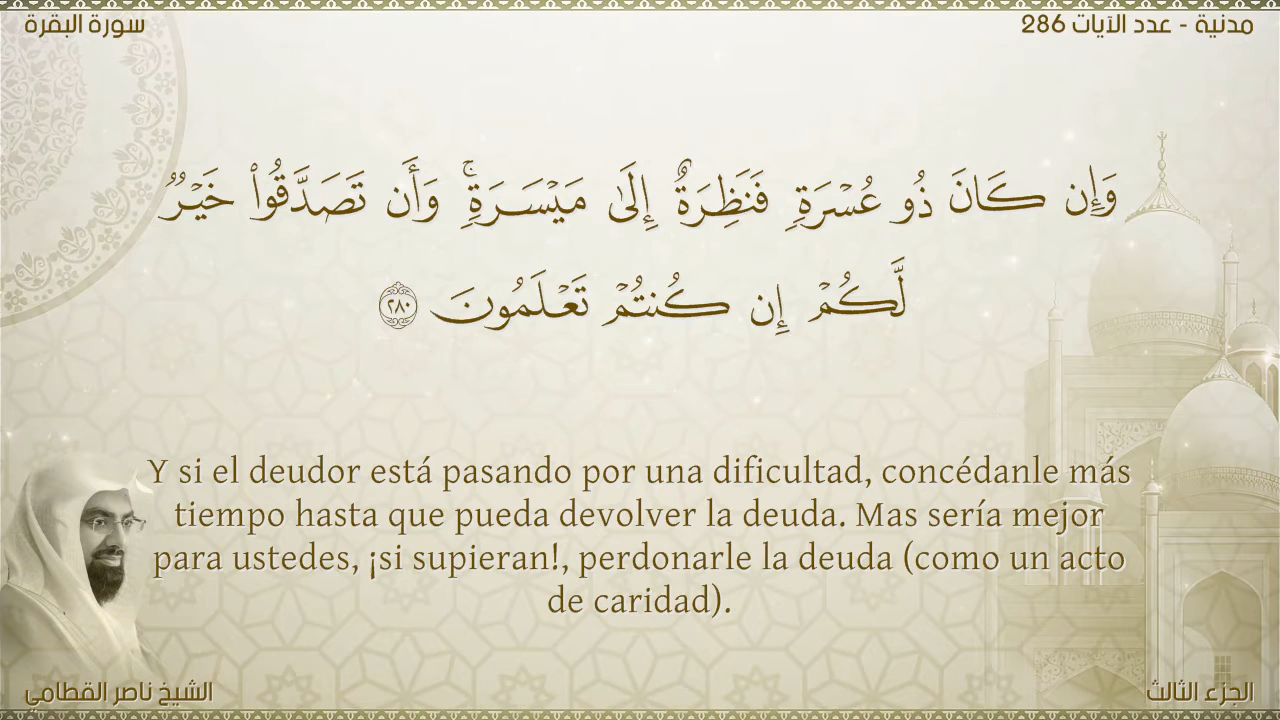 سورة البقرة
مدنية - عدد الآيات 286
وَإِن كَانَ ذُو عُسْرَةٍ فَنَظِرَةٌ إِلَىٰ مَيْسَرَةٍ ۚ وَأَن تَصَدَّقُوا۟ خَيْرٌ
لَّكُمْ إِن كُنتُمْ تَعْلَمُونَ ٢٨٠
Y si el deudor está pasando por una dificultad, concédanle más
tiempo hasta que pueda devolver la deuda. Mas sería mejor
para ustedes, ¡si supieran!, perdonarle la deuda (como un acto
de caridad).
الشيخ ناصر القطامي
الجزء الثالث